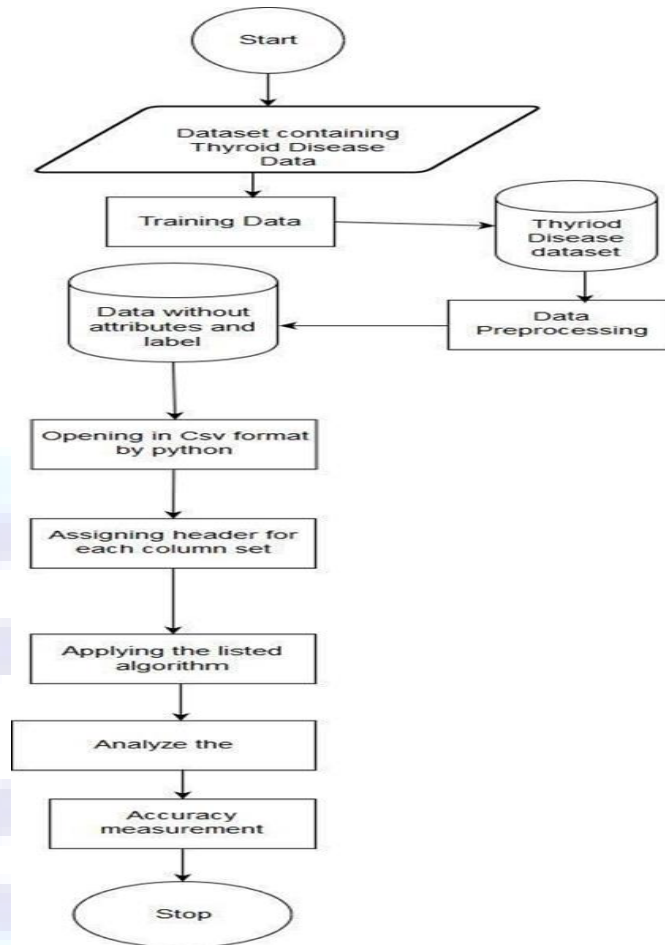 Start
Dataset containing
Thyroid Disease
Data
Training Data
Thyriod
Disease
dataset
Data
Preprocessing
Data without
attributes and
label
Opening in Csv format
by python
Assigning header for
each column set
Applying the listed
algorithm
Analyze the
Accuracy
measurement
Stop